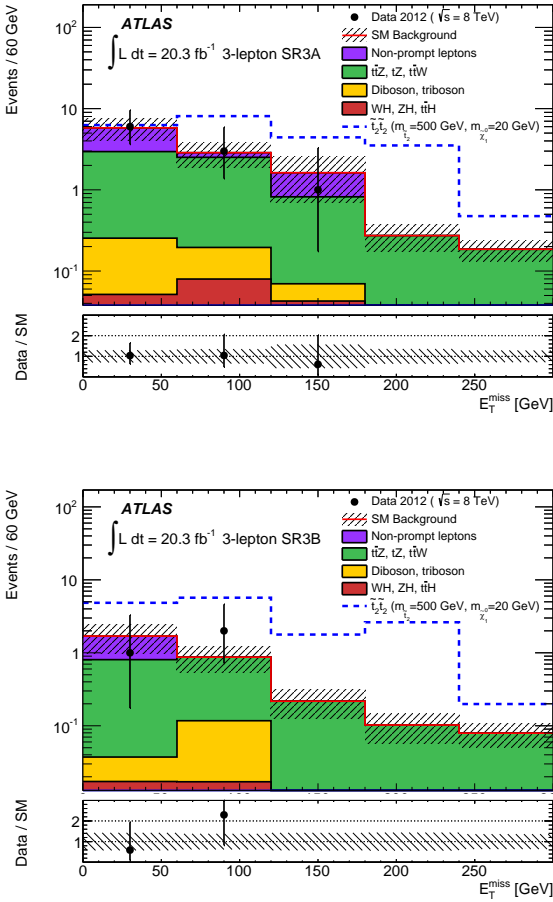 Events / 60 GeV
ATLAS
∫ L dt = 20.3 fb⁻¹ 3-lepton SR3A
Data 2012 (√s = 8 TeV)
SM Background
Non-prompt leptons
tt̄Z, tZ, tt̄W
Diboson, triboson
WH, ZH, tt̄H
t̃₂t̃₂ (m_t̃₂=500 GeV, m_χ̃⁰₁=20 GeV)
10²
10
1
10⁻¹
Data / SM
2
1
0 50 100 150 200 250
E_T^miss [GeV]
Events / 60 GeV
ATLAS
∫ L dt = 20.3 fb⁻¹ 3-lepton SR3B
Data 2012 (√s = 8 TeV)
SM Background
Non-prompt leptons
tt̄Z, tZ, tt̄W
Diboson, triboson
WH, ZH, tt̄H
t̃₂t̃₂ (m_t̃₂=500 GeV, m_χ̃⁰₁=20 GeV)
10²
10
1
10⁻¹
Data / SM
2
1
0 50 100 150 200 250
E_T^miss [GeV]